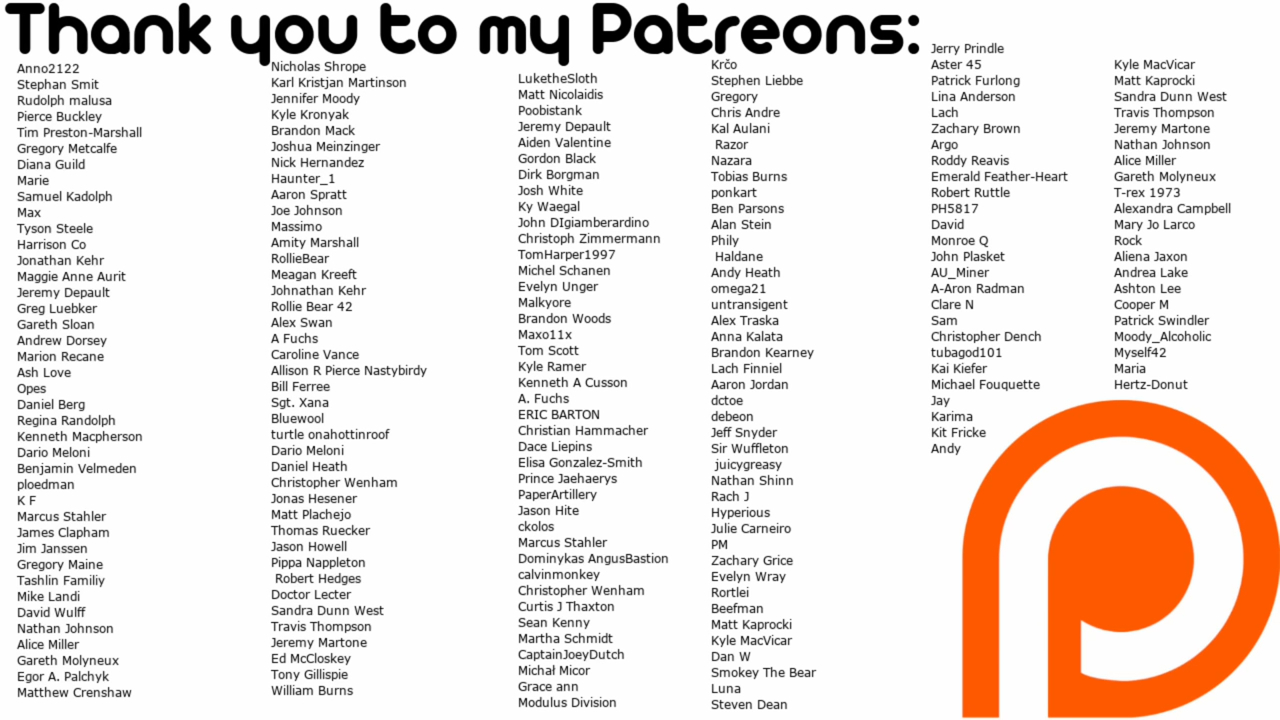 Thank you to my Patreons:
Anno2122
Stephan Smit
Rudolph malusa
Pierce Buckley
Tim Preston-Marshall
Gregory Metcalfe
Diana Guild
Marie
Samuel Kadolph
Max
Tyson Steele
Harrison Co
Jonathan Kehr
Maggie Anne Aurit
Jeremy Depault
Greg Luebker
Gareth Sloan
Andrew Dorsey
Marion Recane
Ash Love
Opes
Daniel Berg
Regina Randolph
Kenneth Macpherson
Dario Meloni
Benjamin Velmeden
ploedman
K F
Marcus Stahler
James Clapham
Jim Janssen
Gregory Maine
Tashlin Familiy
Mike Landi
David Wulff
Nathan Johnson
Alice Miller
Gareth Molyneux
Egor A. Palchyk
Matthew Crenshaw
Nicholas Shrope
Karl Kristjan Martinson
Jennifer Moody
Kyle Kronyak
Brandon Mack
Joshua Meinzinger
Nick Hernandez
Haunter_1
Aaron Spratt
Joe Johnson
Massimo
Amity Marshall
RollieBear
Meagan Kreeft
Johnathan Kehr
Rollie Bear 42
Alex Swan
A Fuchs
Caroline Vance
Allison R Pierce Nastybirdy
Bill Ferree
Sgt. Xana
Bluewool
turtle onahottinroof
Dario Meloni
Daniel Heath
Christopher Wenham
Jonas Hesener
Matt Plachejo
Thomas Ruecker
Jason Howell
Pippa Nappleton
Robert Hedges
Doctor Lecter
Sandra Dunn West
Travis Thompson
Jeremy Martone
Ed McCloskey
Tony Gillispie
William Burns
LuketheSloth
Matt Nicolaidis
Poobistank
Jeremy Depault
Aiden Valentine
Gordon Black
Dirk Borgman
Josh White
Ky Waegal
John DIgiamberardino
Christoph Zimmermann
TomHarper1997
Michel Schanen
Evelyn Unger
Malkyore
Brandon Woods
Maxo11x
Tom Scott
Kyle Ramer
Kenneth A Cusson
A. Fuchs
ERIC BARTON
Christian Hammacher
Dace Liepins
Elisa Gonzalez-Smith
Prince Jaehaerys
PaperArtillery
Jason Hite
ckolos
Marcus Stahler
Dominykas AngusBastion
calvinmonkey
Christopher Wenham
Curtis J Thaxton
Sean Kenny
Martha Schmidt
CaptainJoeyDutch
Michał Micor
Grace ann
Modulus Division
Krčo
Stephen Liebbe
Gregory
Chris Andre
Kal Aulani
Razor
Nazara
Tobias Burns
ponkart
Ben Parsons
Alan Stein
Phily
Haldane
Andy Heath
omega21
untransigent
Alex Traska
Anna Kalata
Brandon Kearney
Lach Finniel
Aaron Jordan
dctoe
debeon
Jeff Snyder
Sir Wuffleton
juicygreasy
Nathan Shinn
Rach J
Hyperious
Julie Carneiro
PM
Zachary Grice
Evelyn Wray
Rortlei
Beefman
Matt Kaprocki
Kyle MacVicar
Dan W
Smokey The Bear
Luna
Steven Dean
Jerry Prindle
Aster 45
Patrick Furlong
Lina Anderson
Lach
Zachary Brown
Argo
Roddy Reavis
Emerald Feather-Heart
Robert Ruttle
PH5817
David
Monroe Q
John Plasket
AU_Miner
A-Aron Radman
Clare N
Sam
Christopher Dench
tubagod101
Kai Kiefer
Michael Fouquette
Jay
Karima
Kit Fricke
Andy
Kyle MacVicar
Matt Kaprocki
Sandra Dunn West
Travis Thompson
Jeremy Martone
Nathan Johnson
Alice Miller
Gareth Molyneux
T-rex 1973
Alexandra Campbell
Mary Jo Larco
Rock
Aliena Jaxon
Andrea Lake
Ashton Lee
Cooper M
Patrick Swindler
Moody_Alcoholic
Myself42
Maria
Hertz-Donut